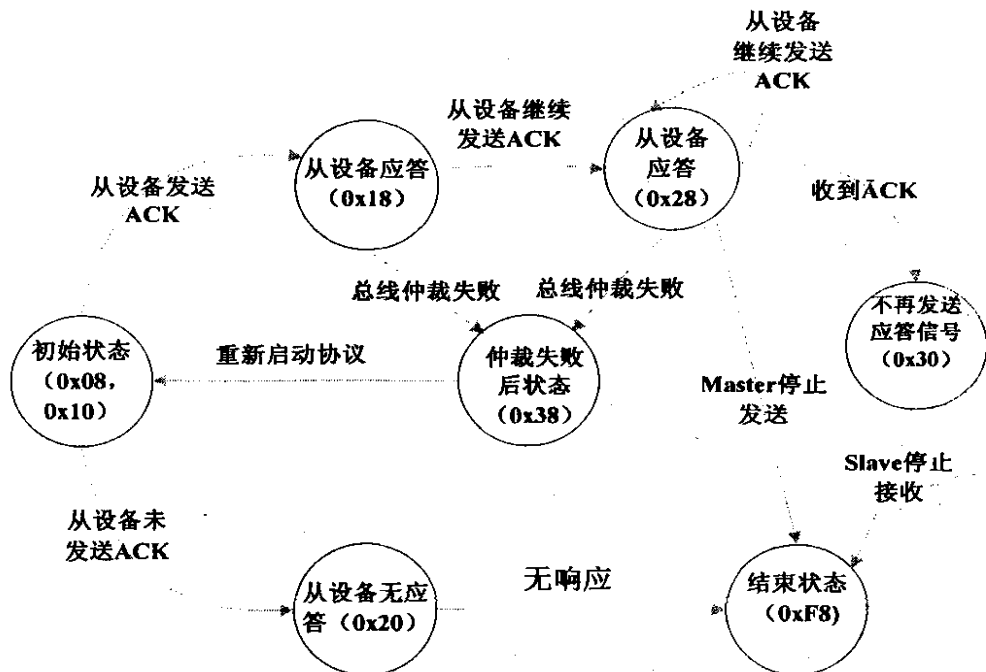 从设备
继续发送
ACK
从设备继续
发送ACK
从设备应答
（0x18）
从设备
应答
（0x28）
从设备发送
ACK
收到ACK
总线仲裁失败
总线仲裁失败
不再发送
应答信号
（0x30）
初始状态
（0x08，
0x10）
重新启动协议
仲裁失败
后状态
（0x38）
Master停止
发送
Slave停止
接收
从设备未
发送ACK
从设备无应
答（0x20）
无响应
结束状态
（0xF8)